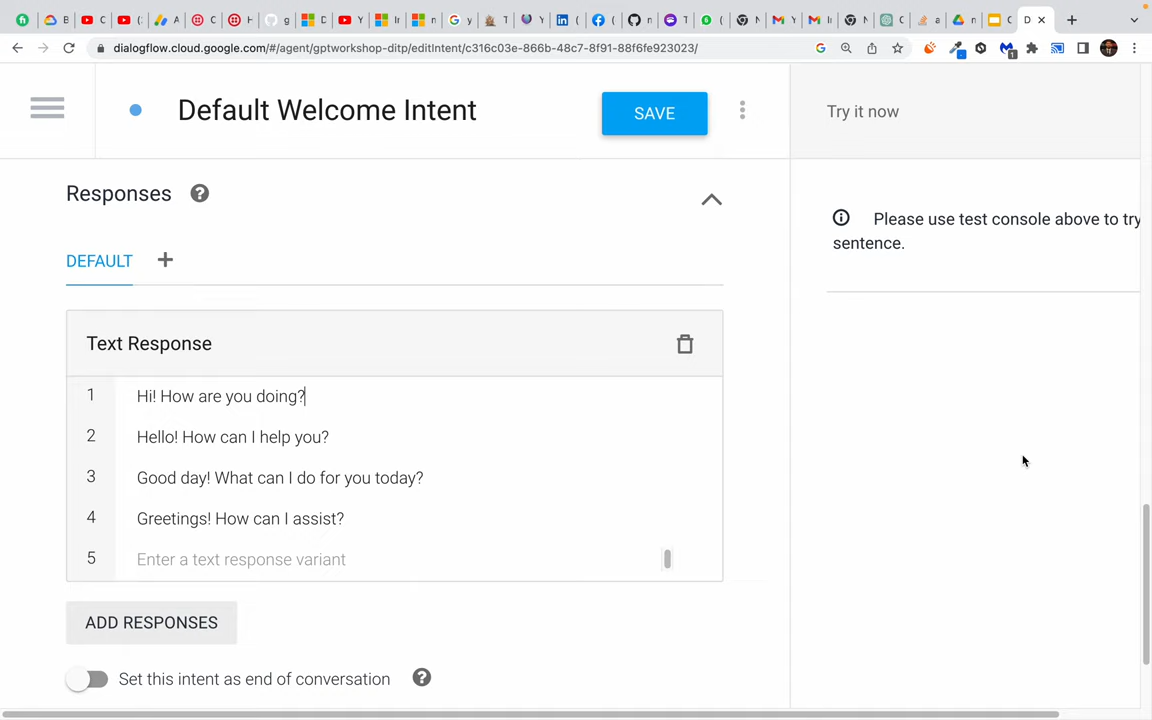 dialogflow.cloud.google.com/#/agent/gptworkshop-ditp/editIntent/c316c03e-866b-48c7-8f91-88f6fe923023/
Default Welcome Intent
SAVE
Try it now
Responses
Please use test console above to try
sentence.
DEFAULT
Text Response
1 Hi! How are you doing?
2 Hello! How can I help you?
3 Good day! What can I do for you today?
4 Greetings! How can I assist?
5 Enter a text response variant
ADD RESPONSES
Set this intent as end of conversation